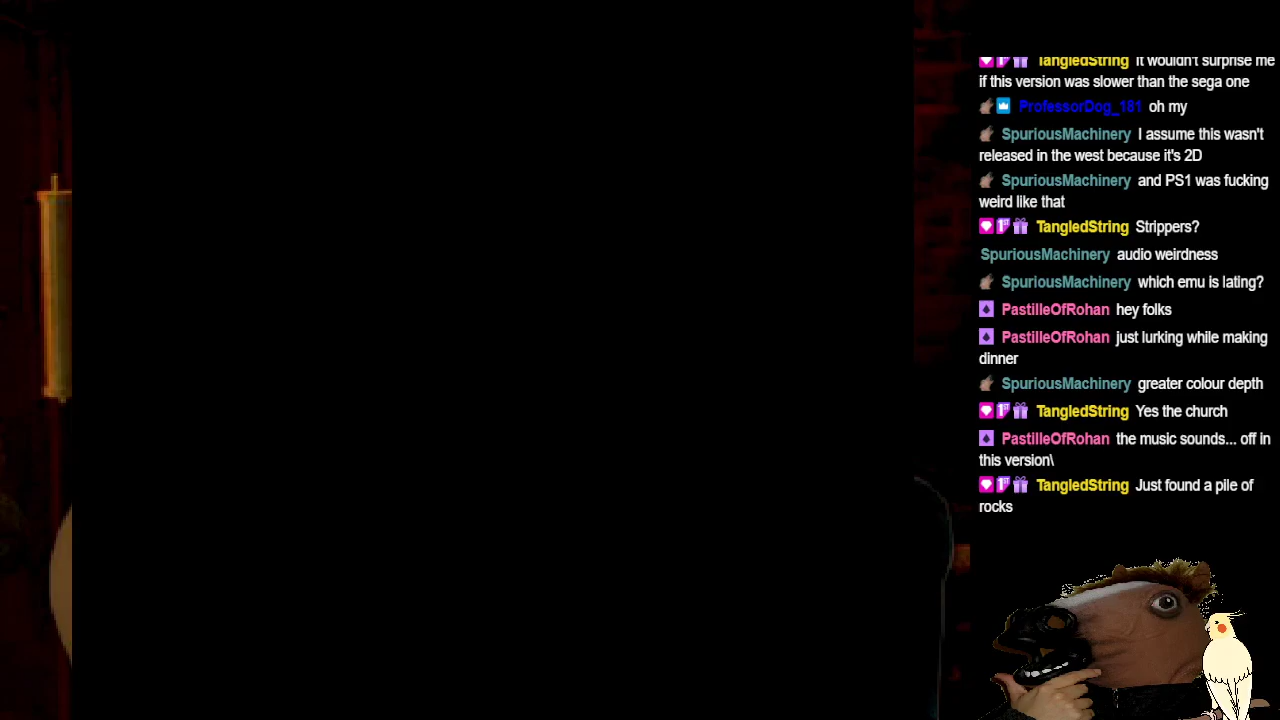 TangledString It wouldn't surprise me
if this version was slower than the sega one
ProfessorDog_181 oh my
SpuriousMachinery I assume this wasn't
released in the west because it's 2D
SpuriousMachinery and PS1 was fucking
weird like that
TangledString Strippers?
SpuriousMachinery audio weirdness
SpuriousMachinery which emu is lating?
PastilleOfRohan hey folks
PastilleOfRohan just lurking while making
dinner
SpuriousMachinery greater colour depth
TangledString Yes the church
PastilleOfRohan the music sounds... off in
this version\
TangledString Just found a pile of
rocks